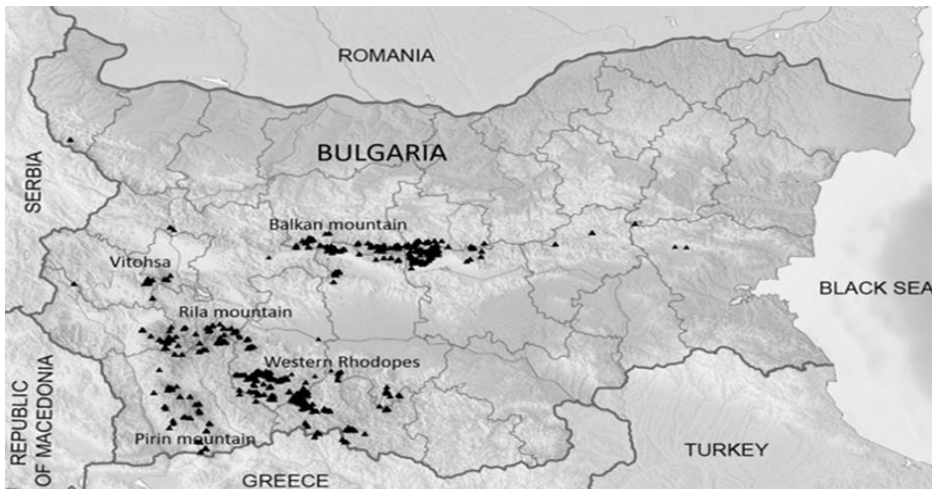 ROMANIA
BULGARIA
SERBIA
Balkan mountain
Vitohsa
BLACK SEA
Rila mountain
Western Rhodopes
REPUBLIC
OF MACEDONIA
Pirin mountain
TURKEY
GREECE